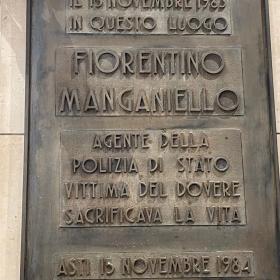 IL 15 NOVEMBRE 1983
IN QUESTO LUOGO
FIORENTINO
MANGANIELLO
AGENTE DELLA
POLIZIA DI STATO
VITTIMA DEL DOVERE
SACRIFICAVA LA VITA
ASTI 15 NOVEMBRE 1984